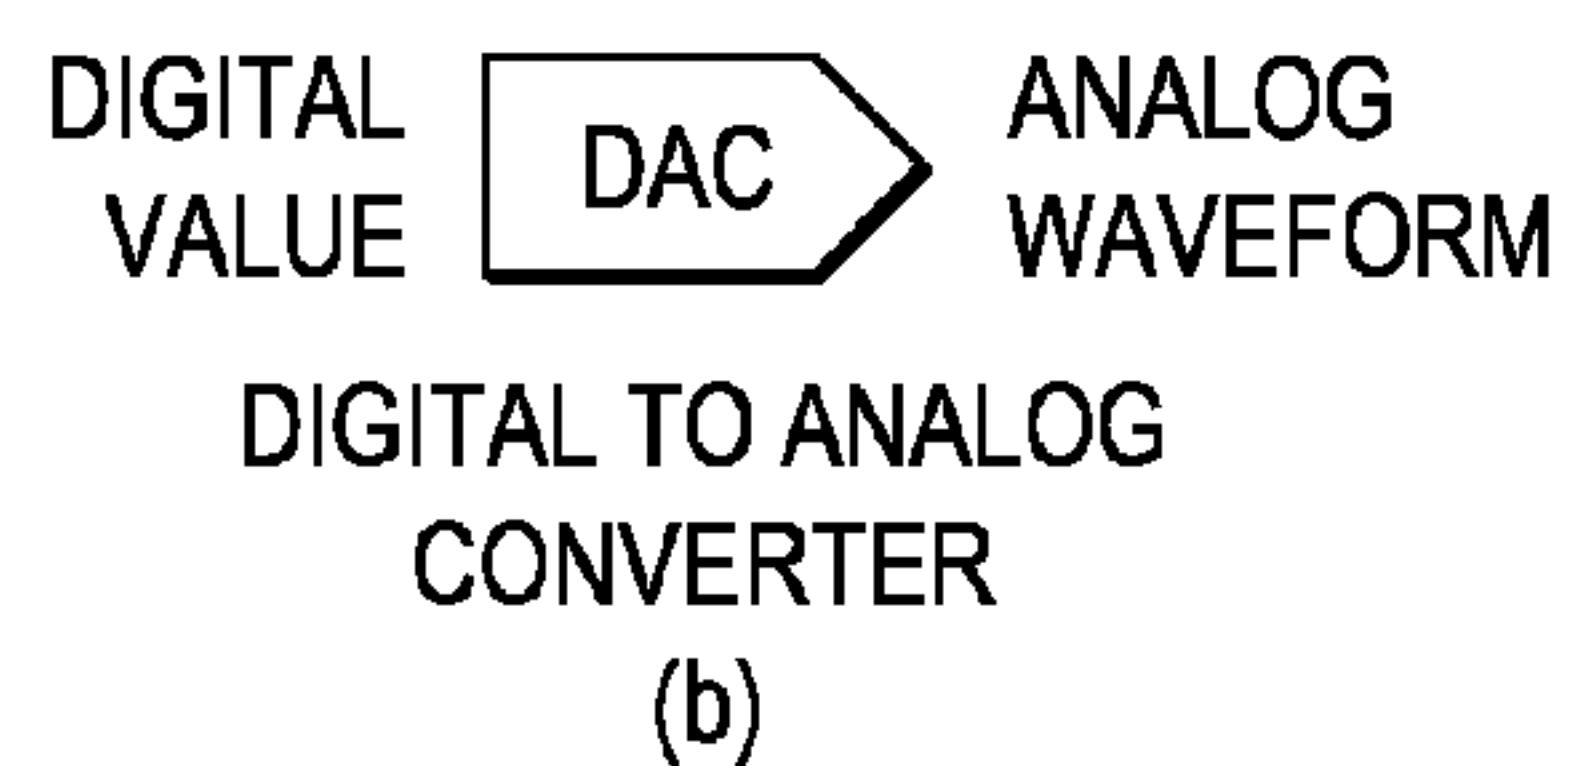 DIGITAL
VALUE
DAC
ANALOG
WAVEFORM
DIGITAL TO ANALOG
CONVERTER
(b)